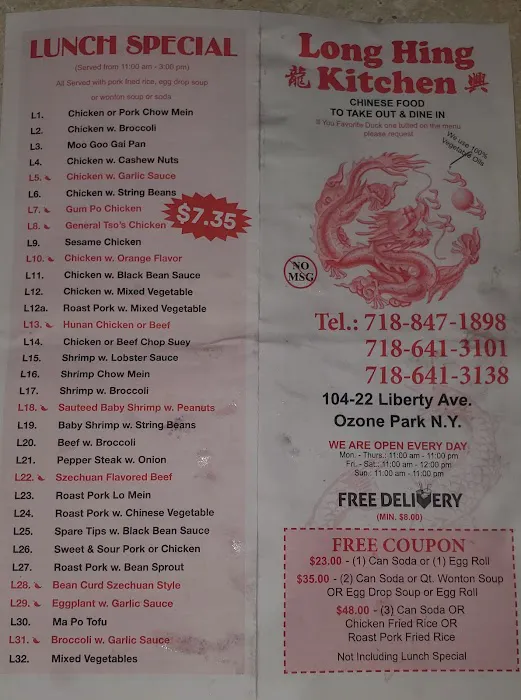 LUNCH SPECIAL
(Served from 11:00 am - 3:00 pm)
All Served with pork fried rice, egg drop soup
or wonton soup or soda
L1. Chicken or Pork Chow Mein
L2. Chicken w. Broccoli
L3. Moo Goo Gai Pan
L4. Chicken w. Cashew Nuts
L5. Chicken w. Garlic Sauce
L6. Chicken w. String Beans
L7. Gum Po Chicken
L8. General Tso's Chicken
$7.35
L9. Sesame Chicken
L10. Chicken w. Orange Flavor
L11. Chicken w. Black Bean Sauce
L12. Chicken w. Mixed Vegetable
L12a. Roast Pork w. Mixed Vegetable
L13. Hunan Chicken or Beef
L14. Chicken or Beef Chop Suey
L15. Shrimp w. Lobster Sauce
L16. Shrimp Chow Mein
L17. Shrimp w. Broccoli
L18. Sauteed Baby Shrimp w. Peanuts
L19. Baby Shrimp w. String Beans
L20. Beef w. Broccoli
L21. Pepper Steak w. Onion
L22. Szechuan Flavored Beef
L23. Roast Pork Lo Mein
L24. Roast Pork w. Chinese Vegetable
L25. Spare Tips w. Black Bean Sauce
L26. Sweet & Sour Pork or Chicken
L27. Roast Pork w. Bean Sprout
L28. Bean Curd Szechuan Style
L29. Eggplant w. Garlic Sauce
L30. Ma Po Tofu
L31. Broccoli w. Garlic Sauce
L32. Mixed Vegetables
Long Hing
龍 Kitchen 興
CHINESE FOOD
TO TAKE OUT & DINE IN
If You Favorite Duck one tulted on the menu
please request
We use 100%
Vegetable Oils
NO
MSG
Tel.: 718-847-1898
718-641-3101
718-641-3138
104-22 Liberty Ave.
Ozone Park N.Y.
WE ARE OPEN EVERY DAY
Mon. - Thurs.: 11:00 am - 11:00 pm
Fri. - Sat.: 11:00 am - 12:00 pm
Sun.: 11:00 am - 11:00 pm
FREE DELIVERY
(MIN. $8.00)
FREE COUPON
$23.00 - (1) Can Soda or (1) Egg Roll
$35.00 - (2) Can Soda or Qt. Wonton Soup
OR Egg Drop Soup or Egg Roll
$48.00 - (3) Can Soda OR
Chicken Fried Rice OR
Roast Pork Fried Rice
Not Including Lunch Special